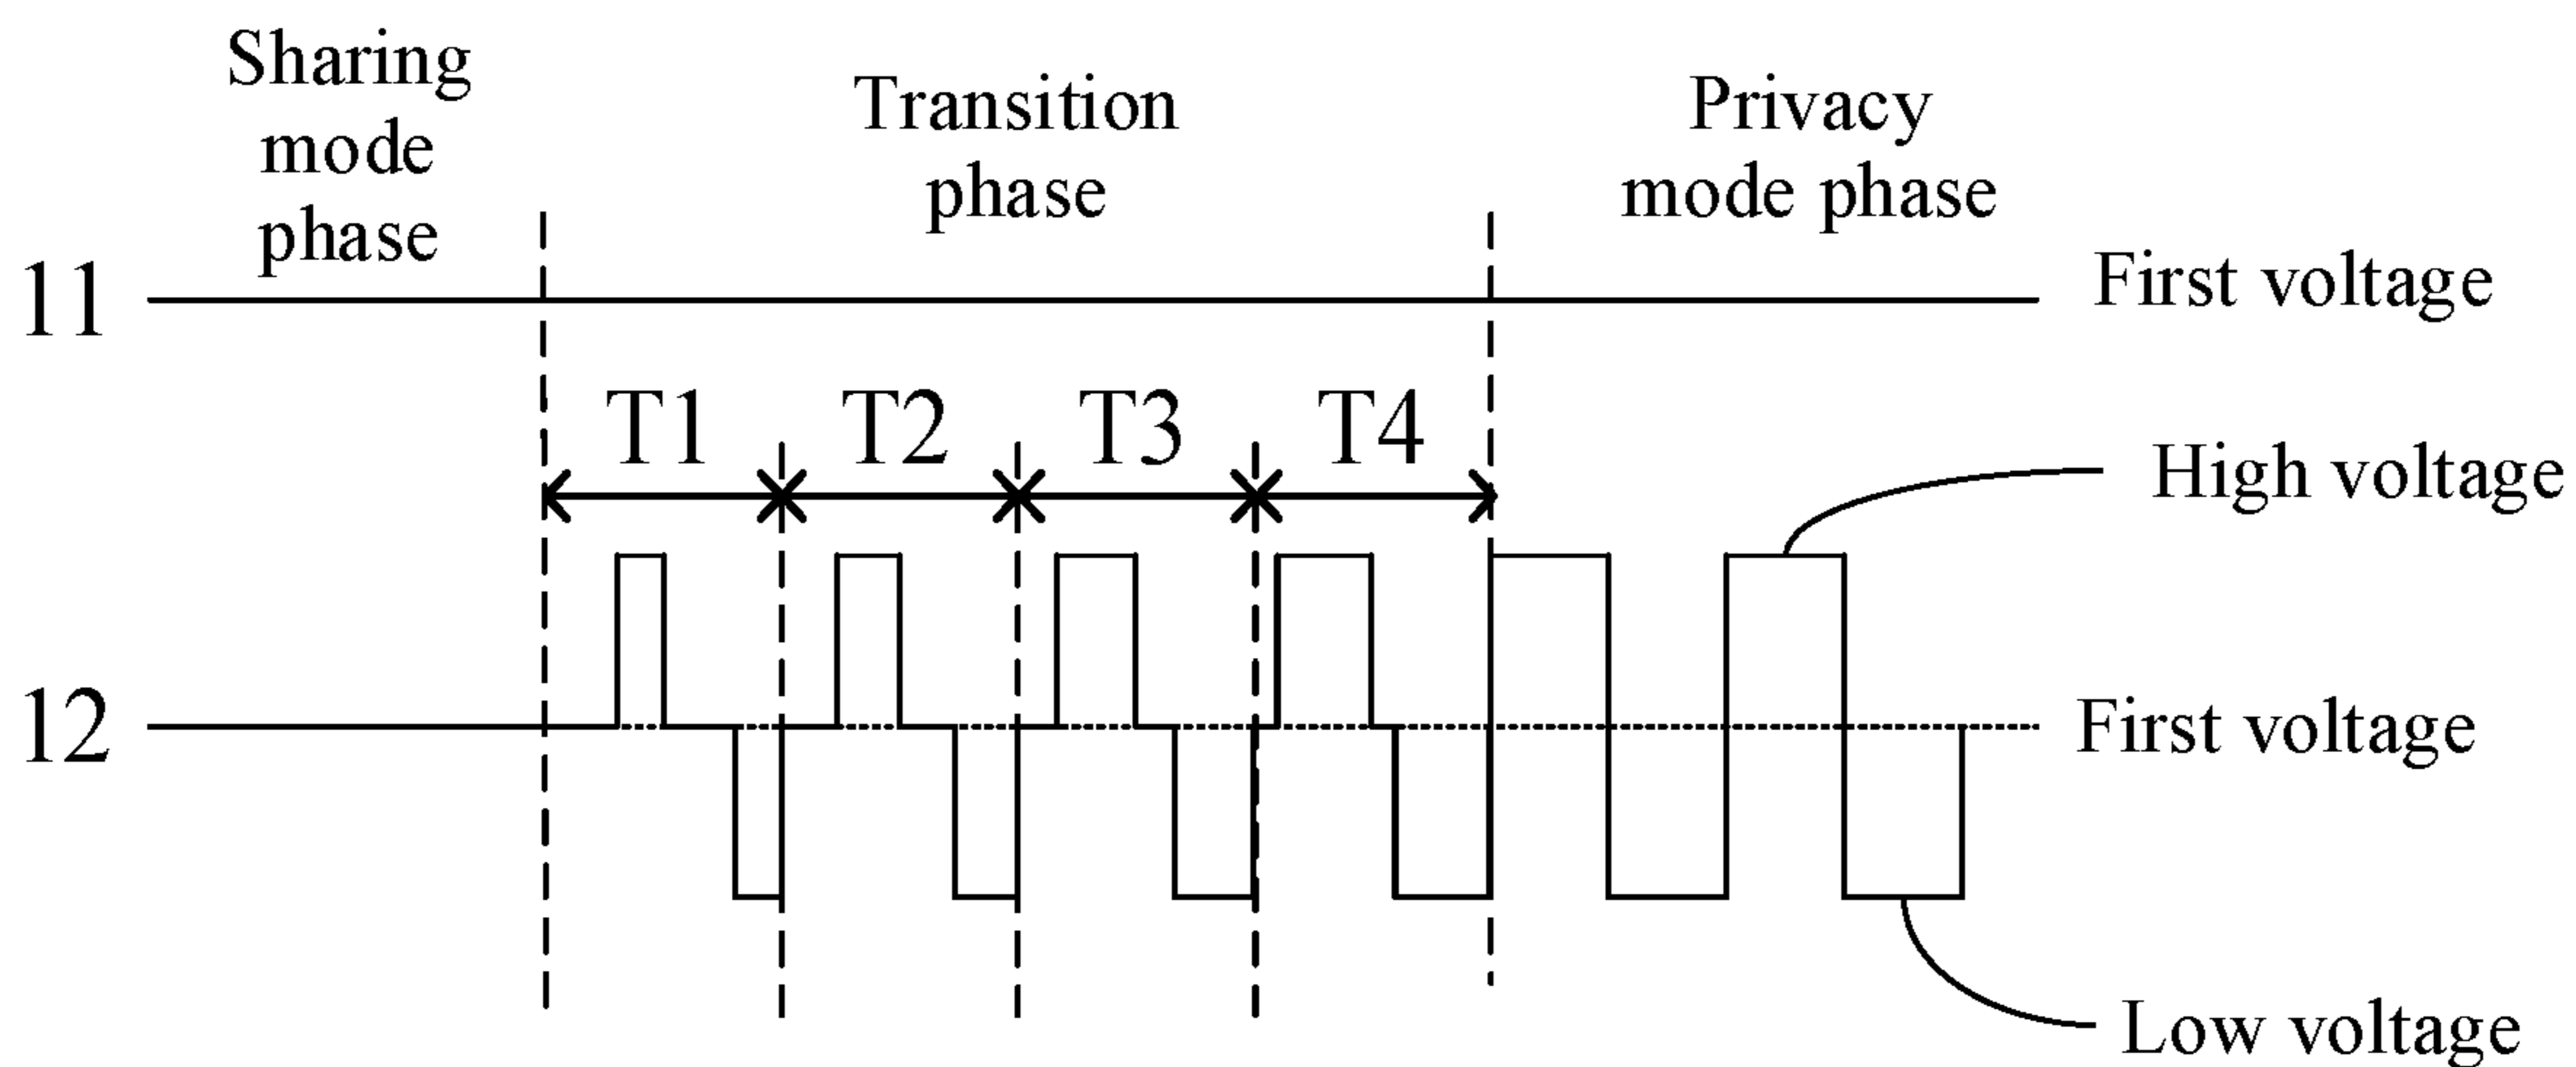 Sharing
mode
phase
Transition
phase
Privacy
mode phase
11
First voltage
T1
T2
T3
T4
High voltage
12
First voltage
Low voltage